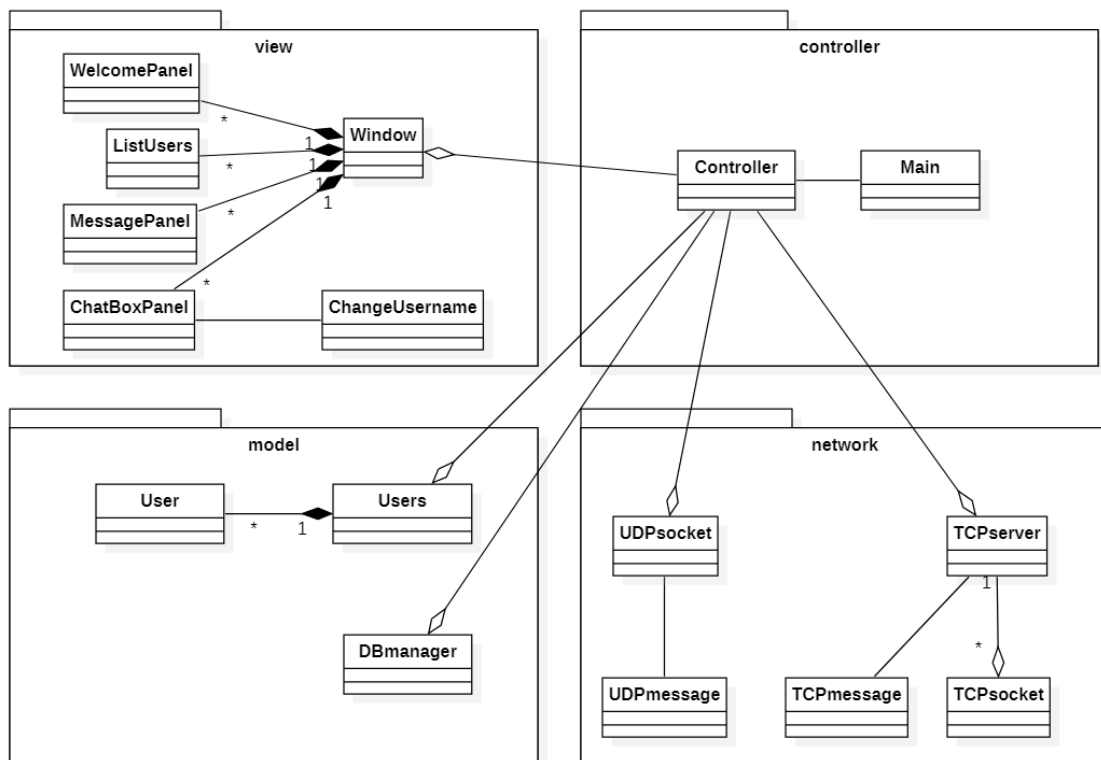 view
WelcomePanel
*
1
Window
ListUsers
*
1
MessagePanel
*
1
ChatBoxPanel
*
1
ChangeUsername
controller
Controller
Main
model
User
*
1
Users
DBmanager
network
UDPsocket
TCPserver
1
*
UDPmessage
TCPmessage
TCPsocket